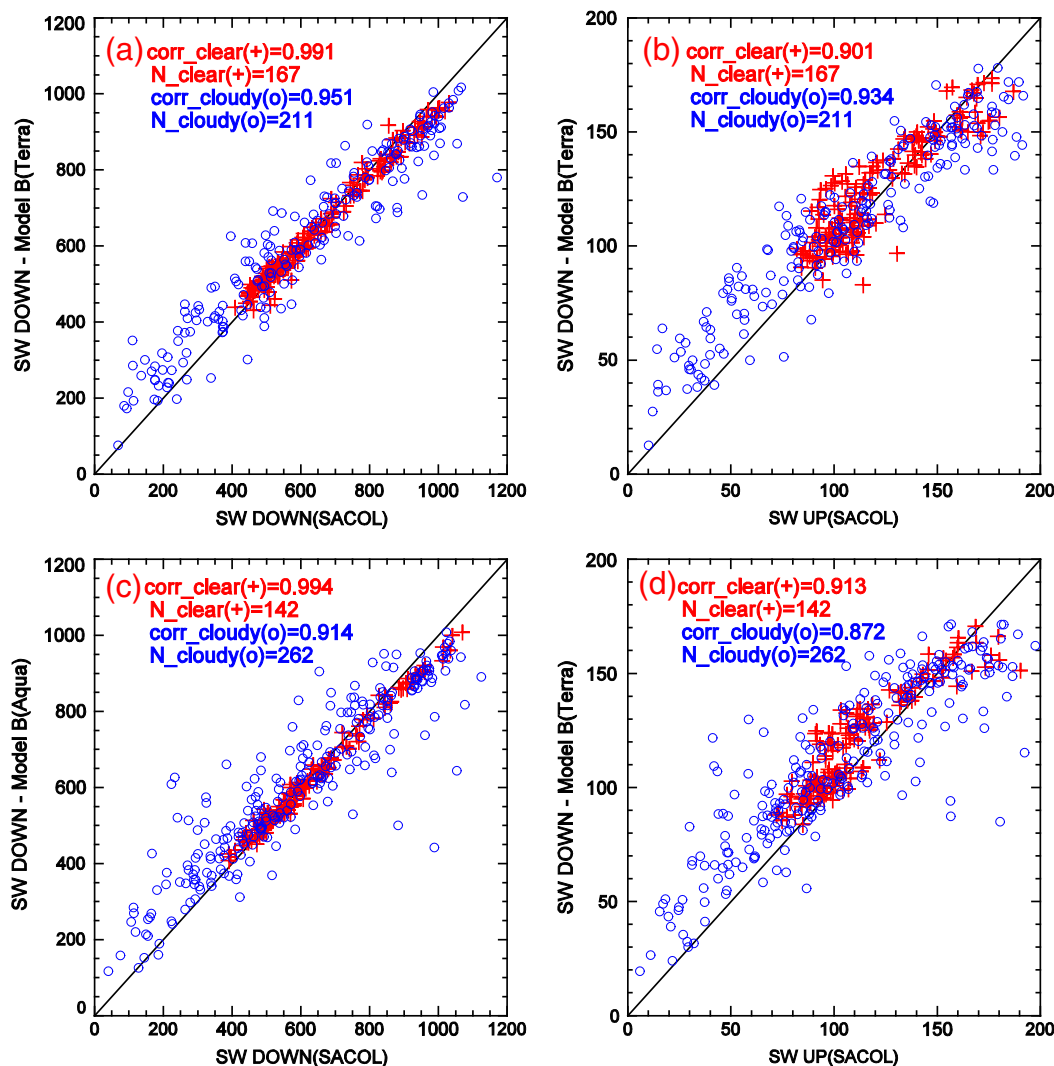 (a) corr_clear(+)=0.991
N_clear(+)=167
corr_cloudy(o)=0.951
N_cloudy(o)=211
1200
1000
800
600
400
200
0
SW DOWN - Model B(Terra)
0 200 400 600 800 1000 1200
SW DOWN(SACOL)
(b) corr_clear(+)=0.901
N_clear(+)=167
corr_cloudy(o)=0.934
N_cloudy(o)=211
200
150
100
50
0
SW DOWN - Model B(Terra)
0 50 100 150 200
SW UP(SACOL)
(c) corr_clear(+)=0.994
N_clear(+)=142
corr_cloudy(o)=0.914
N_cloudy(o)=262
1200
1000
800
600
400
200
0
SW DOWN - Model B(Aqua)
0 200 400 600 800 1000 1200
SW DOWN(SACOL)
(d) corr_clear(+)=0.913
N_clear(+)=142
corr_cloudy(o)=0.872
N_cloudy(o)=262
200
150
100
50
0
SW DOWN - Model B(Terra)
0 50 100 150 200
SW UP(SACOL)